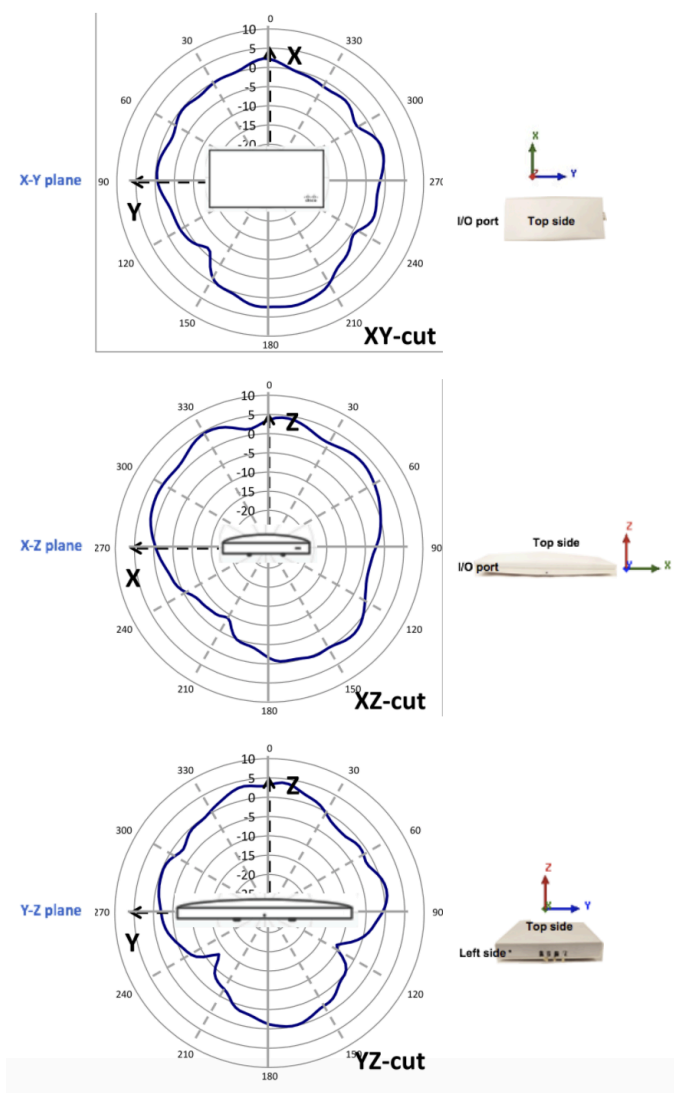 0
10
30
330
5
X
0
-5
60
300
-10
-15
-20
X
X-Y plane
90
270
Z
Y
Y
I/O port
Top side
120
240
150
210
180
XY-cut
0
10
330
30
5
Z
0
-5
300
60
-10
-15
-20
Top side
Z
X-Z plane
270
90
X
I/O port
X
240
120
210
150
180
XZ-cut
0
10
330
30
5
Z
0
-5
300
60
-10
-15
-25
Z
Y-Z plane
270
90
Y
Y
Top side
Left side
240
120
210
150
180
YZ-cut